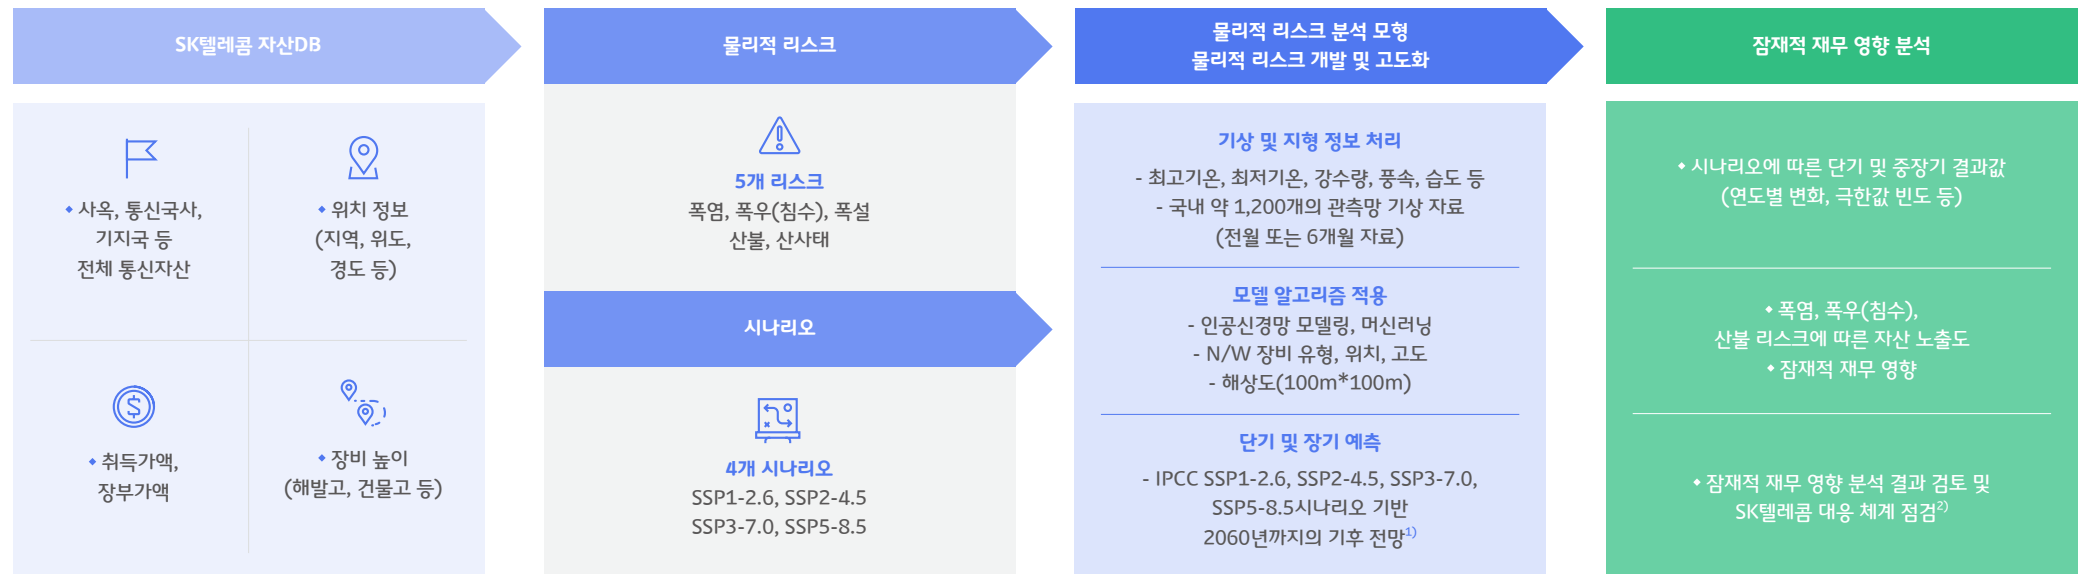 SK텔레콤 자산DB
◆ 사옥, 통신국사,
기지국 등
전체 통신자산
◆ 위치 정보
(지역, 위도,
경도 등)
◆ 취득가액,
장부가액
◆ 장비 높이
(해발고, 건물고 등)
물리적 리스크
5개 리스크
폭염, 폭우(침수), 폭설
산불, 산사태
시나리오
4개 시나리오
SSP1-2.6, SSP2-4.5
SSP3-7.0, SSP5-8.5
물리적 리스크 분석 모형
물리적 리스크 개발 및 고도화
기상 및 지형 정보 처리
- 최고기온, 최저기온, 강수량, 풍속, 습도 등
- 국내 약 1,200개의 관측망 기상 자료
(전월 또는 6개월 자료)
모델 알고리즘 적용
- 인공신경망 모델링, 머신러닝
- N/W 장비 유형, 위치, 고도
- 해상도(100m*100m)
단기 및 장기 예측
- IPCC SSP1-2.6, SSP2-4.5, SSP3-7.0,
SSP5-8.5시나리오 기반
2060년까지의 기후 전망1)
잠재적 재무 영향 분석
◆ 시나리오에 따른 단기 및 중장기 결과값
(연도별 변화, 극한값 빈도 등)
◆ 폭염, 폭우(침수),
산불 리스크에 따른 자산 노출도
◆ 잠재적 재무 영향
◆ 잠재적 재무 영향 분석 결과 검토 및
SK텔레콤 대응 체계 점검2)